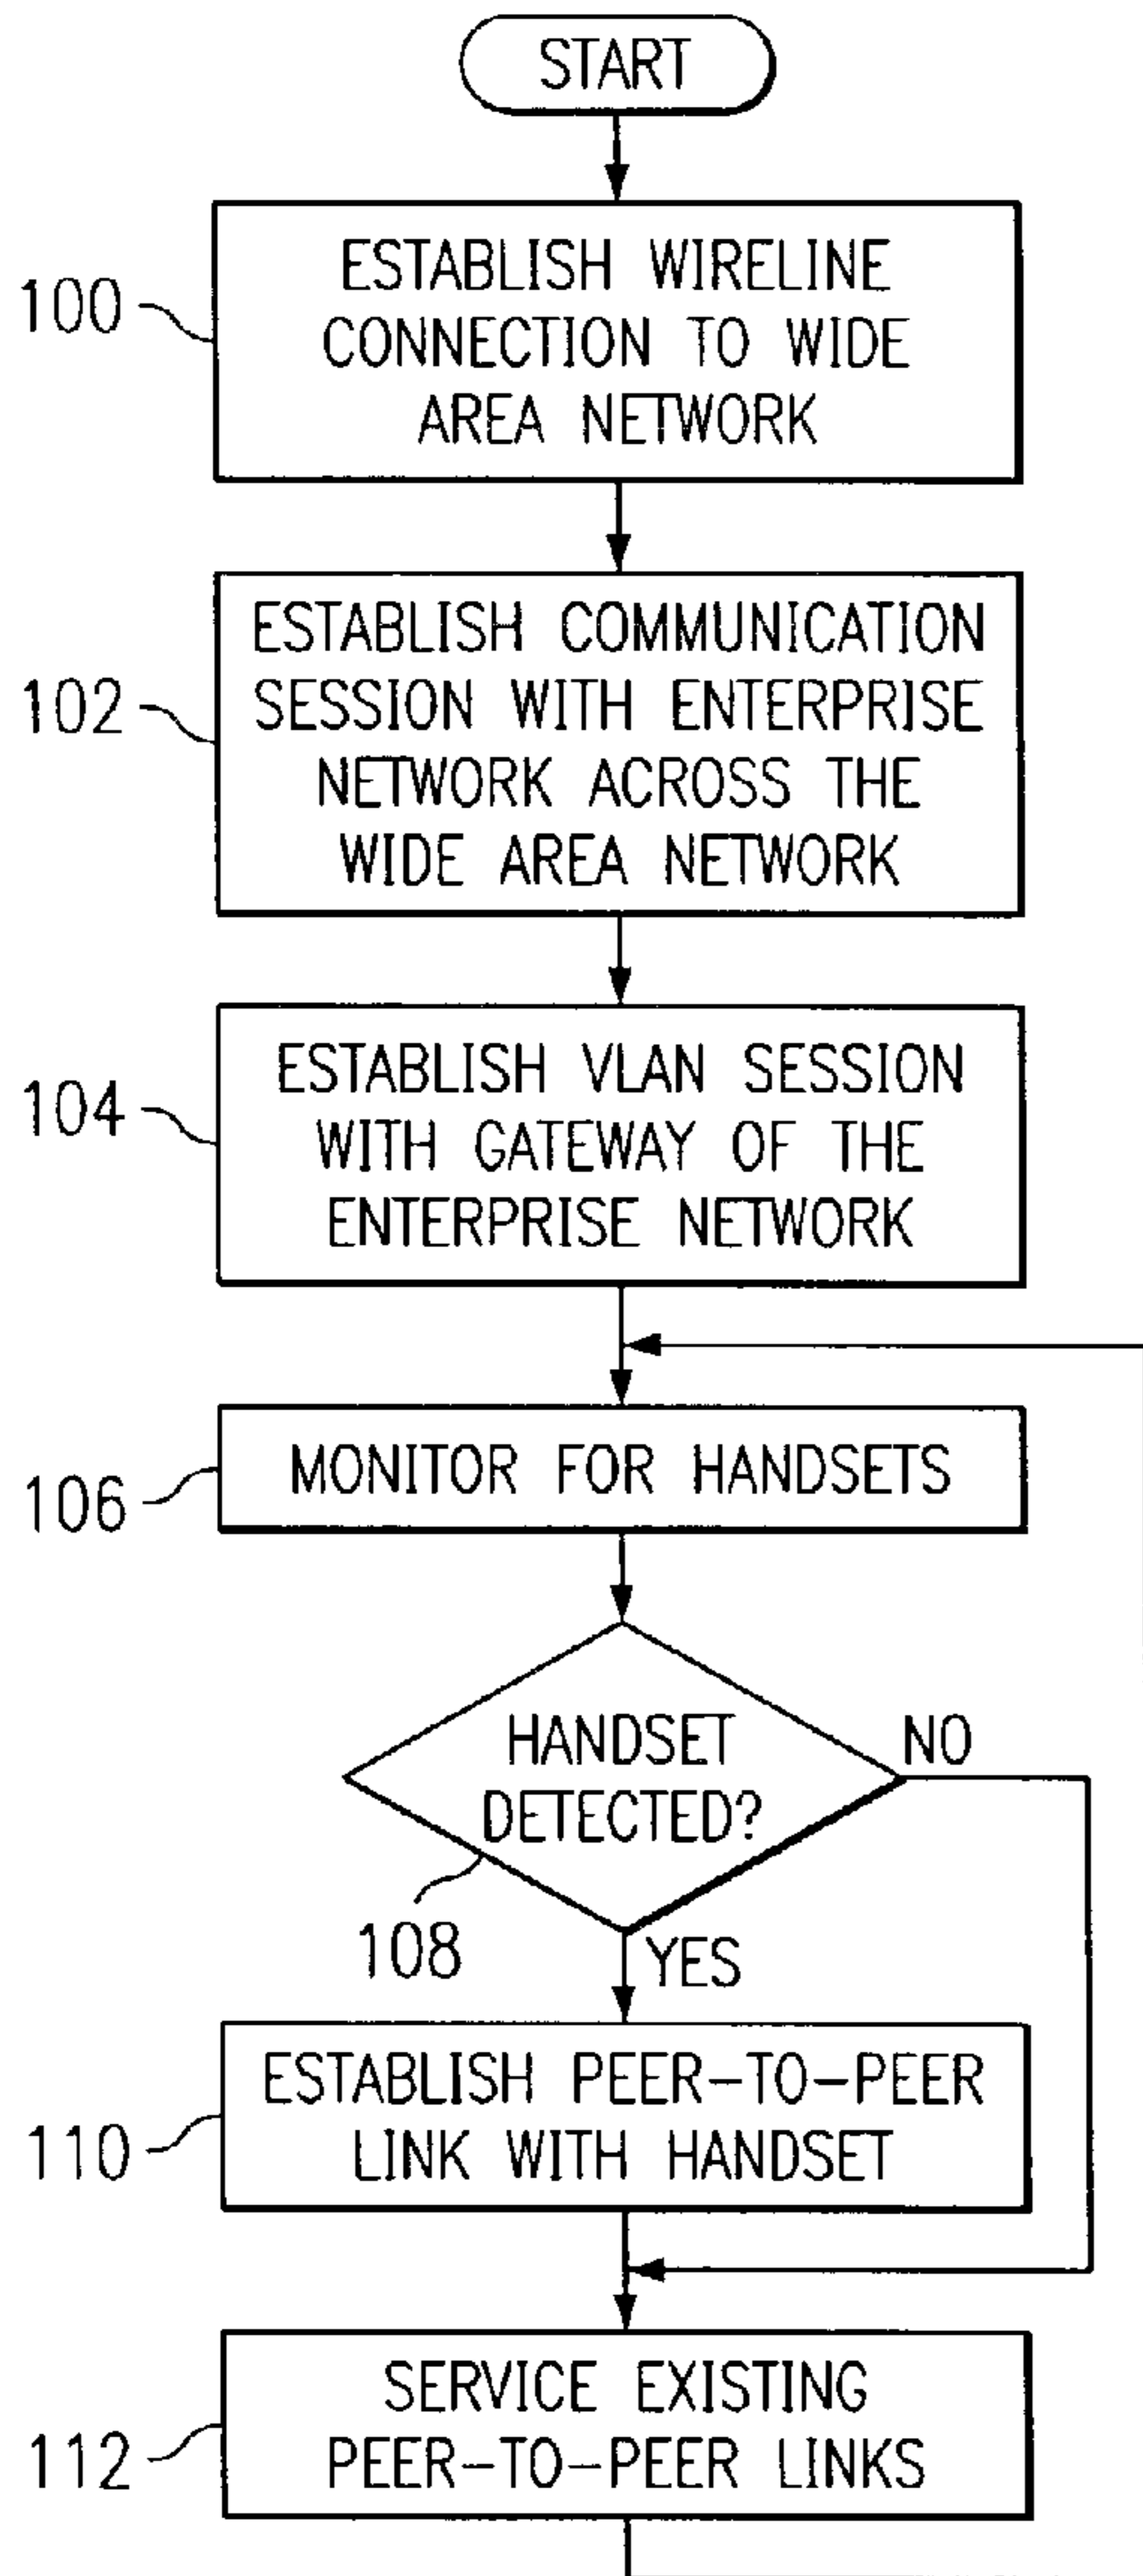 START
100
ESTABLISH WIRELINE
CONNECTION TO WIDE
AREA NETWORK
102
ESTABLISH COMMUNICATION
SESSION WITH ENTERPRISE
NETWORK ACROSS THE
WIDE AREA NETWORK
104
ESTABLISH VLAN SESSION
WITH GATEWAY OF THE
ENTERPRISE NETWORK
106
MONITOR FOR HANDSETS
HANDSET
DETECTED?
NO
108
YES
110
ESTABLISH PEER-TO-PEER
LINK WITH HANDSET
112
SERVICE EXISTING
PEER-TO-PEER LINKS